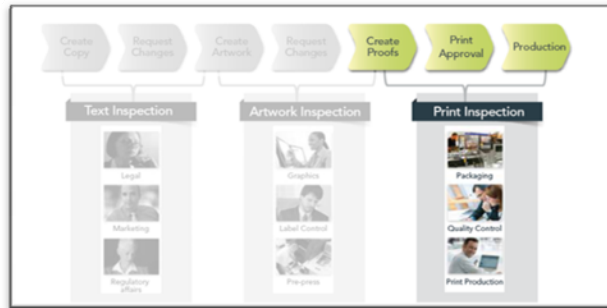 Create
Copy
Request
Changes
Create
Artwork
Request
Changes
Create
Proofs
Print
Approval
Production
Text Inspection
Artwork Inspection
Print Inspection
Legal
Graphics
Packaging
Marketing
Label Control
Quality Control
Regulatory
affairs
Pre-press
Print Production